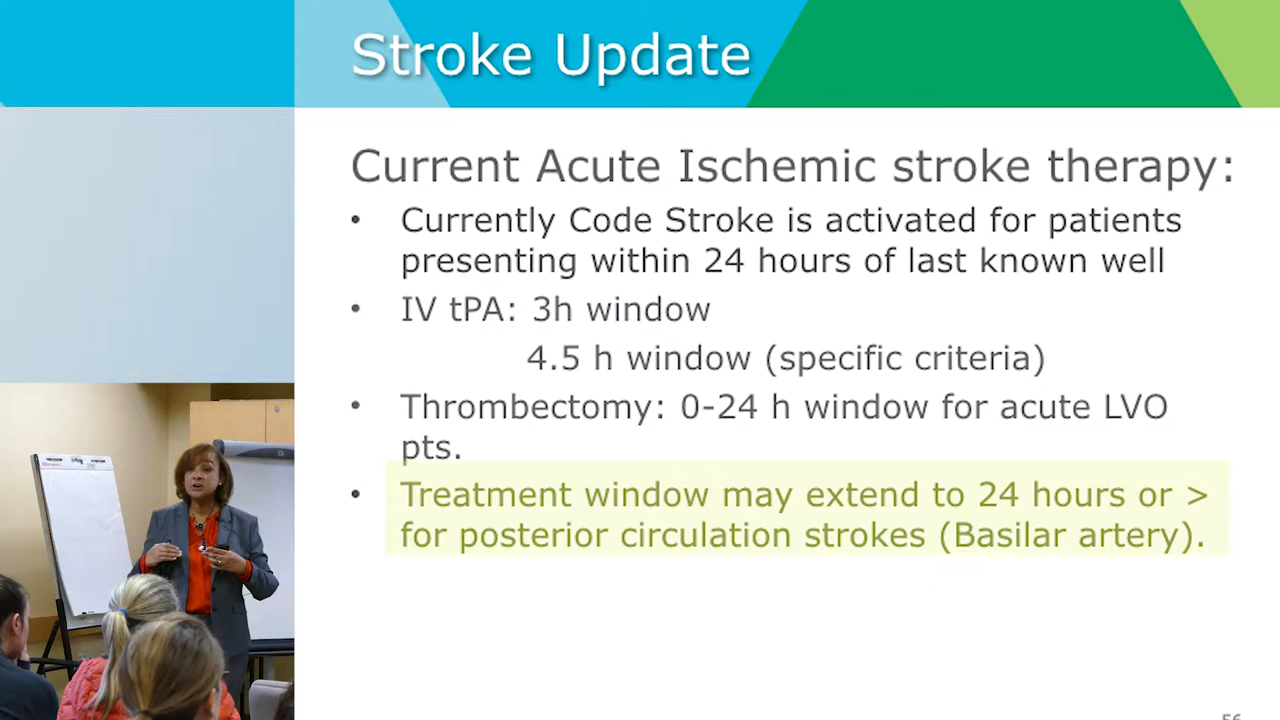 Stroke Update
Current Acute Ischemic stroke therapy:
• Currently Code Stroke is activated for patients
presenting within 24 hours of last known well
• IV tPA: 3h window
4.5 h window (specific criteria)
• Thrombectomy: 0-24 h window for acute LVO
pts.
• Treatment window may extend to 24 hours or >
for posterior circulation strokes (Basilar artery).
56